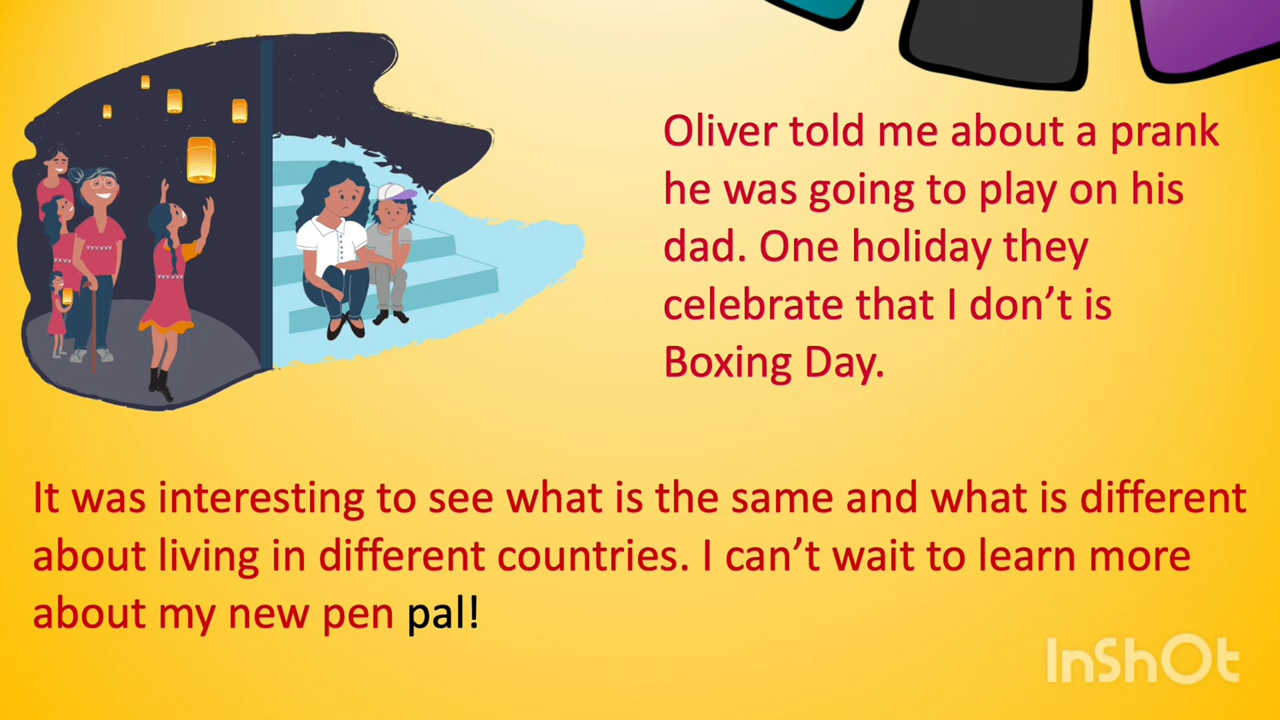 Oliver told me about a prank
he was going to play on his
dad. One holiday they
celebrate that I don’t is
Boxing Day.
It was interesting to see what is the same and what is different
about living in different countries. I can’t wait to learn more
about my new pen pal!
InShOt